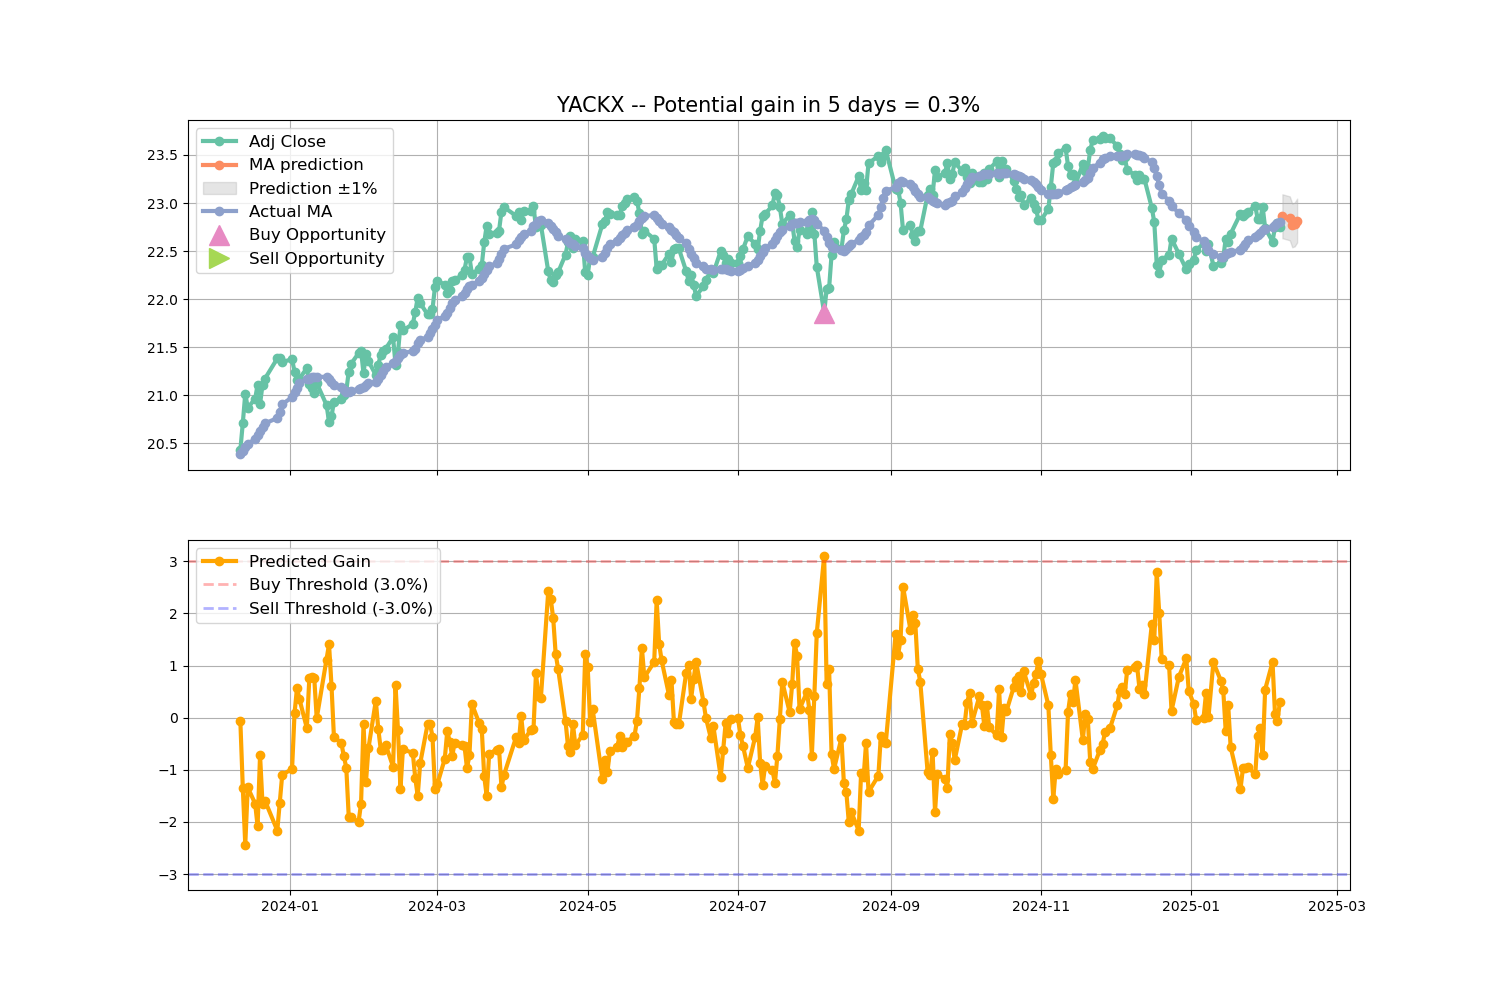 YACKX -- Potential gain in 5 days = 0.3%
Adj Close
MA prediction
Prediction ±1%
Actual MA
Buy Opportunity
Sell Opportunity
23.5
23.0
22.5
22.0
21.5
21.0
20.5
Predicted Gain
Buy Threshold (3.0%)
Sell Threshold (-3.0%)
3
2
1
0
−1
−2
−3
2024-01 2024-03 2024-05 2024-07 2024-09 2024-11 2025-01 2025-03